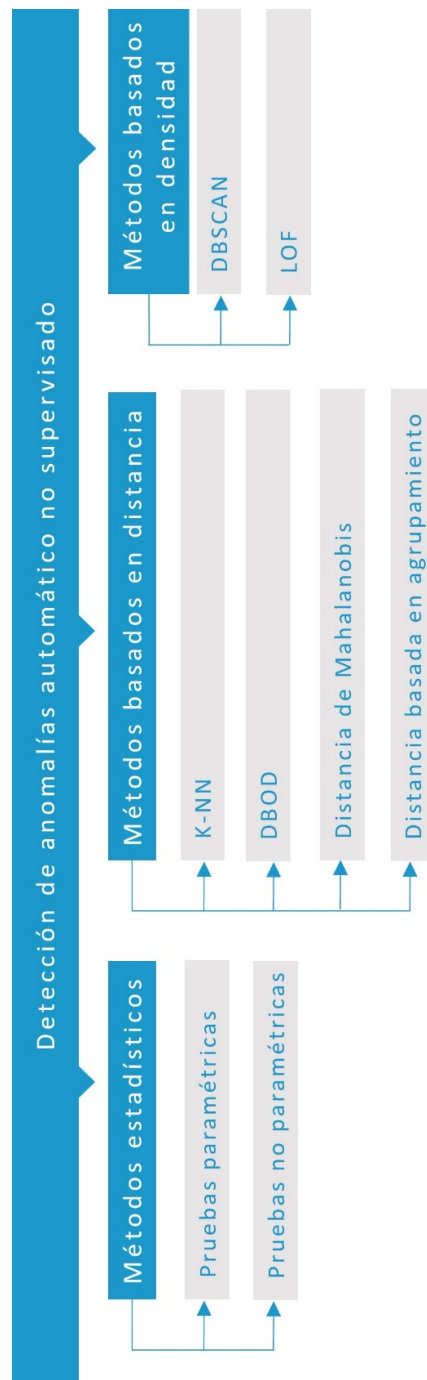 Detección de anomalías automático no supervisado
Métodos estadísticos
Pruebas paramétricas
Pruebas no paramétricas
Métodos basados en distancia
K-NN
DBOD
Distancia de Mahalanobis
Distancia basada en agrupamiento
Métodos basados
en densidad
DBSCAN
LOF